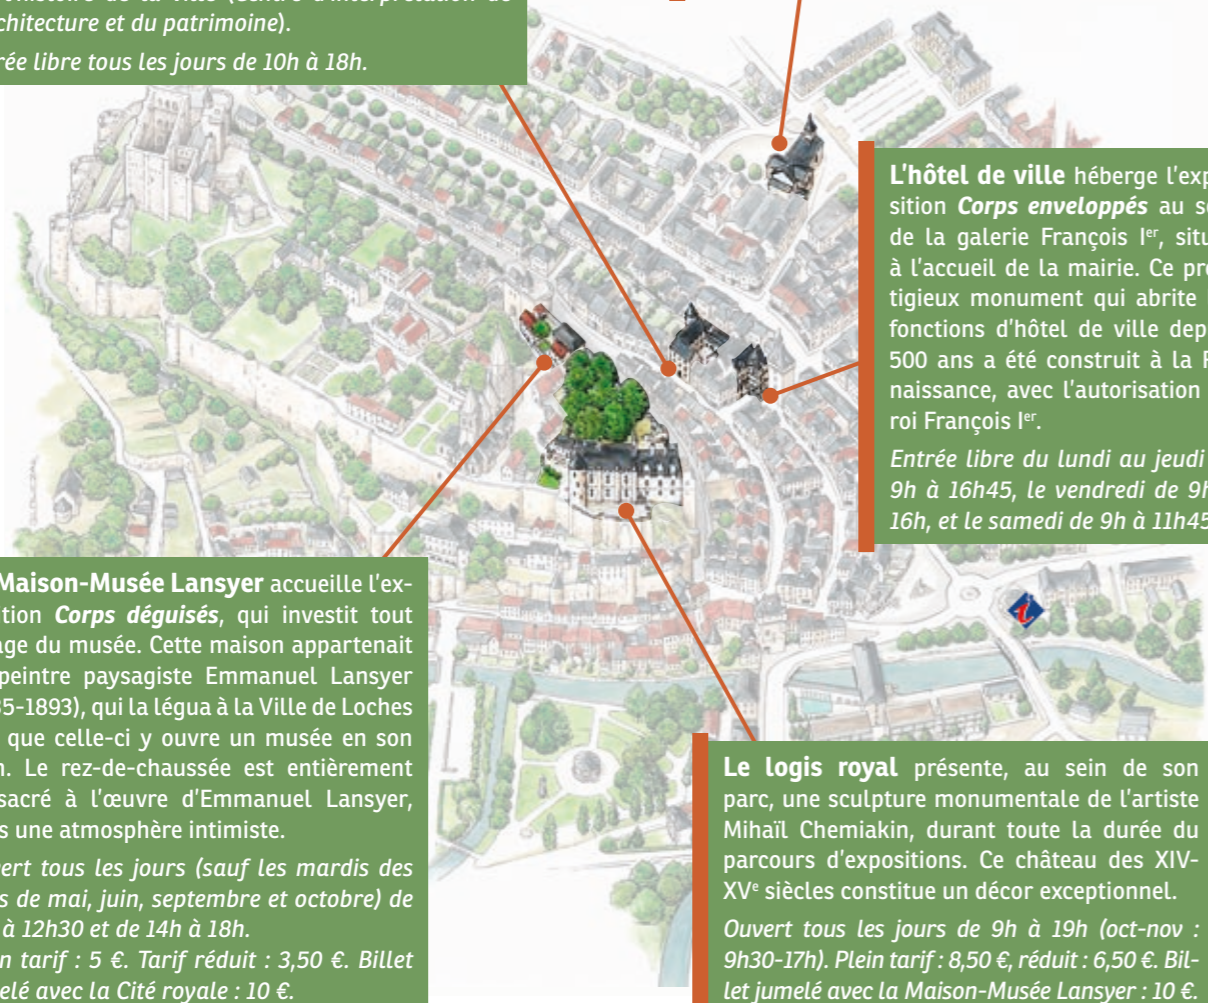 l'histoire de la ville (Centre d'interprétation de
chitecture et du patrimoine).
rée libre tous les jours de 10h à 18h.
L'hôtel de ville héberge l'exp
sition Corps enveloppés au s
de la galerie François Ier, situ
à l'accueil de la mairie. Ce pr
tigieux monument qui abrite
fonctions d'hôtel de ville dep
500 ans a été construit à la R
naissance, avec l'autorisation
roi François Ier.
Entrée libre du lundi au jeudi
9h à 16h45, le vendredi de 9h
16h, et le samedi de 9h à 11h45
Maison-Musée Lansyer accueille l'ex-
ition Corps déguisés, qui investit tout
age du musée. Cette maison appartenait
peintre paysagiste Emmanuel Lansyer
35-1893), qui la légua à la Ville de Loches
que celle-ci y ouvre un musée en son
n. Le rez-de-chaussée est entièrement
sacré à l'œuvre d'Emmanuel Lansyer,
s une atmosphère intimiste.
ert tous les jours (sauf les mardis des
s de mai, juin, septembre et octobre) de
à 12h30 et de 14h à 18h.
n tarif : 5 €. Tarif réduit : 3,50 €. Billet
elé avec la Cité royale : 10 €.
Le logis royal présente, au sein de son
parc, une sculpture monumentale de l'artiste
Mihaïl Chemiakin, durant toute la durée du
parcours d'expositions. Ce château des XIV-
XVe siècles constitue un décor exceptionnel.
Ouvert tous les jours de 9h à 19h (oct-nov :
9h30-17h). Plein tarif : 8,50 €, réduit : 6,50 €. Bil-
let jumelé avec la Maison-Musée Lansyer : 10 €.